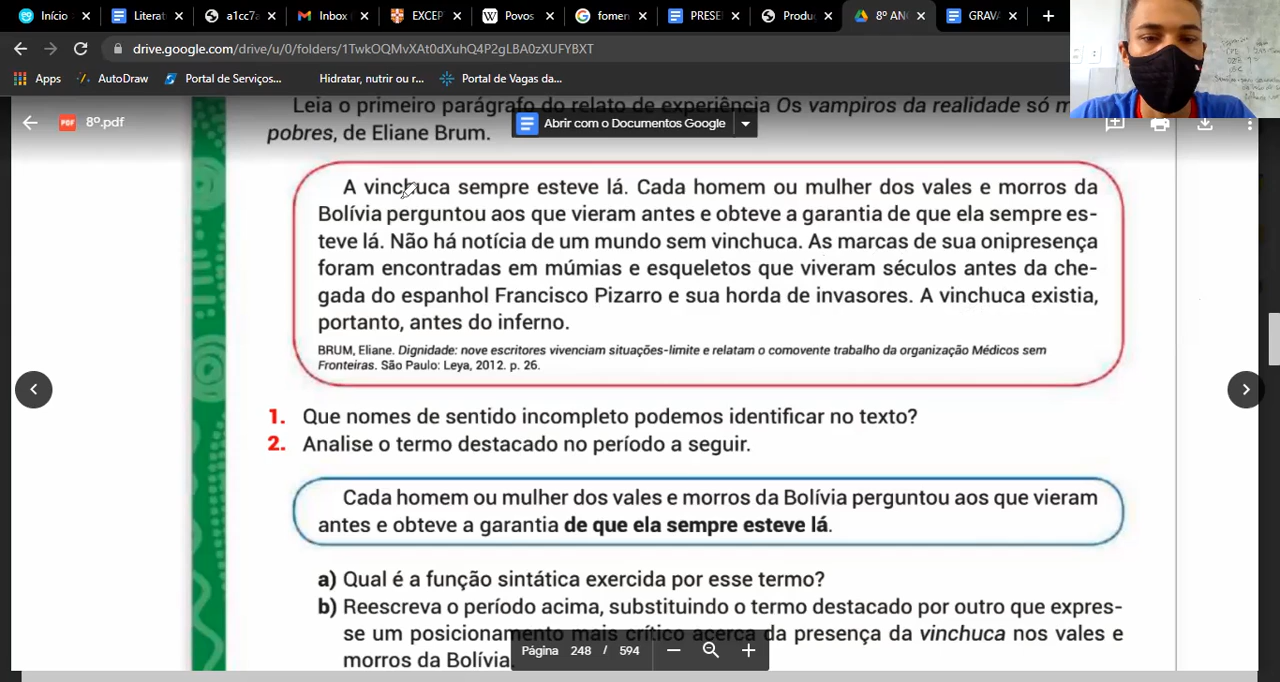 Início
Literat
a1cc7
Inbox
EXCEP
Povos
fomen
PRESE
Produ
8º AN
GRAV
drive.google.com/drive/u/0/folders/1TwkOQMvXAt0dXuhQ4P2gLBA0zXUFYBXT
Apps
AutoDraw
Portal de Serviços...
Hidratar, nutrir ou r...
Portal de Vagas da...
Leia o primeiro parágrafo do relato de experiência Os vampiros da realidade só m
pobres, de Eliane Brum.
8º.pdf
Abrir com o Documentos Google
A vinchuca sempre esteve lá. Cada homem ou mulher dos vales e morros da
Bolívia perguntou aos que vieram antes e obteve a garantia de que ela sempre es-
teve lá. Não há notícia de um mundo sem vinchuca. As marcas de sua onipresença
foram encontradas em múmias e esqueletos que viveram séculos antes da che-
gada do espanhol Francisco Pizarro e sua horda de invasores. A vinchuca existia,
portanto, antes do inferno.
BRUM, Eliane. Dignidade: nove escritores vivenciam situações-limite e relatam o comovente trabalho da organização Médicos sem
Fronteiras. São Paulo: Leya, 2012. p. 26.
1. Que nomes de sentido incompleto podemos identificar no texto?
2. Analise o termo destacado no período a seguir.
Cada homem ou mulher dos vales e morros da Bolívia perguntou aos que vieram
antes e obteve a garantia de que ela sempre esteve lá.
a) Qual é a função sintática exercida por esse termo?
b) Reescreva o período acima, substituindo o termo destacado por outro que expres-
se um posicionamento mais crítico acerca da presença da vinchuca nos vales e
morros da Bolívia.
Página 248 / 594